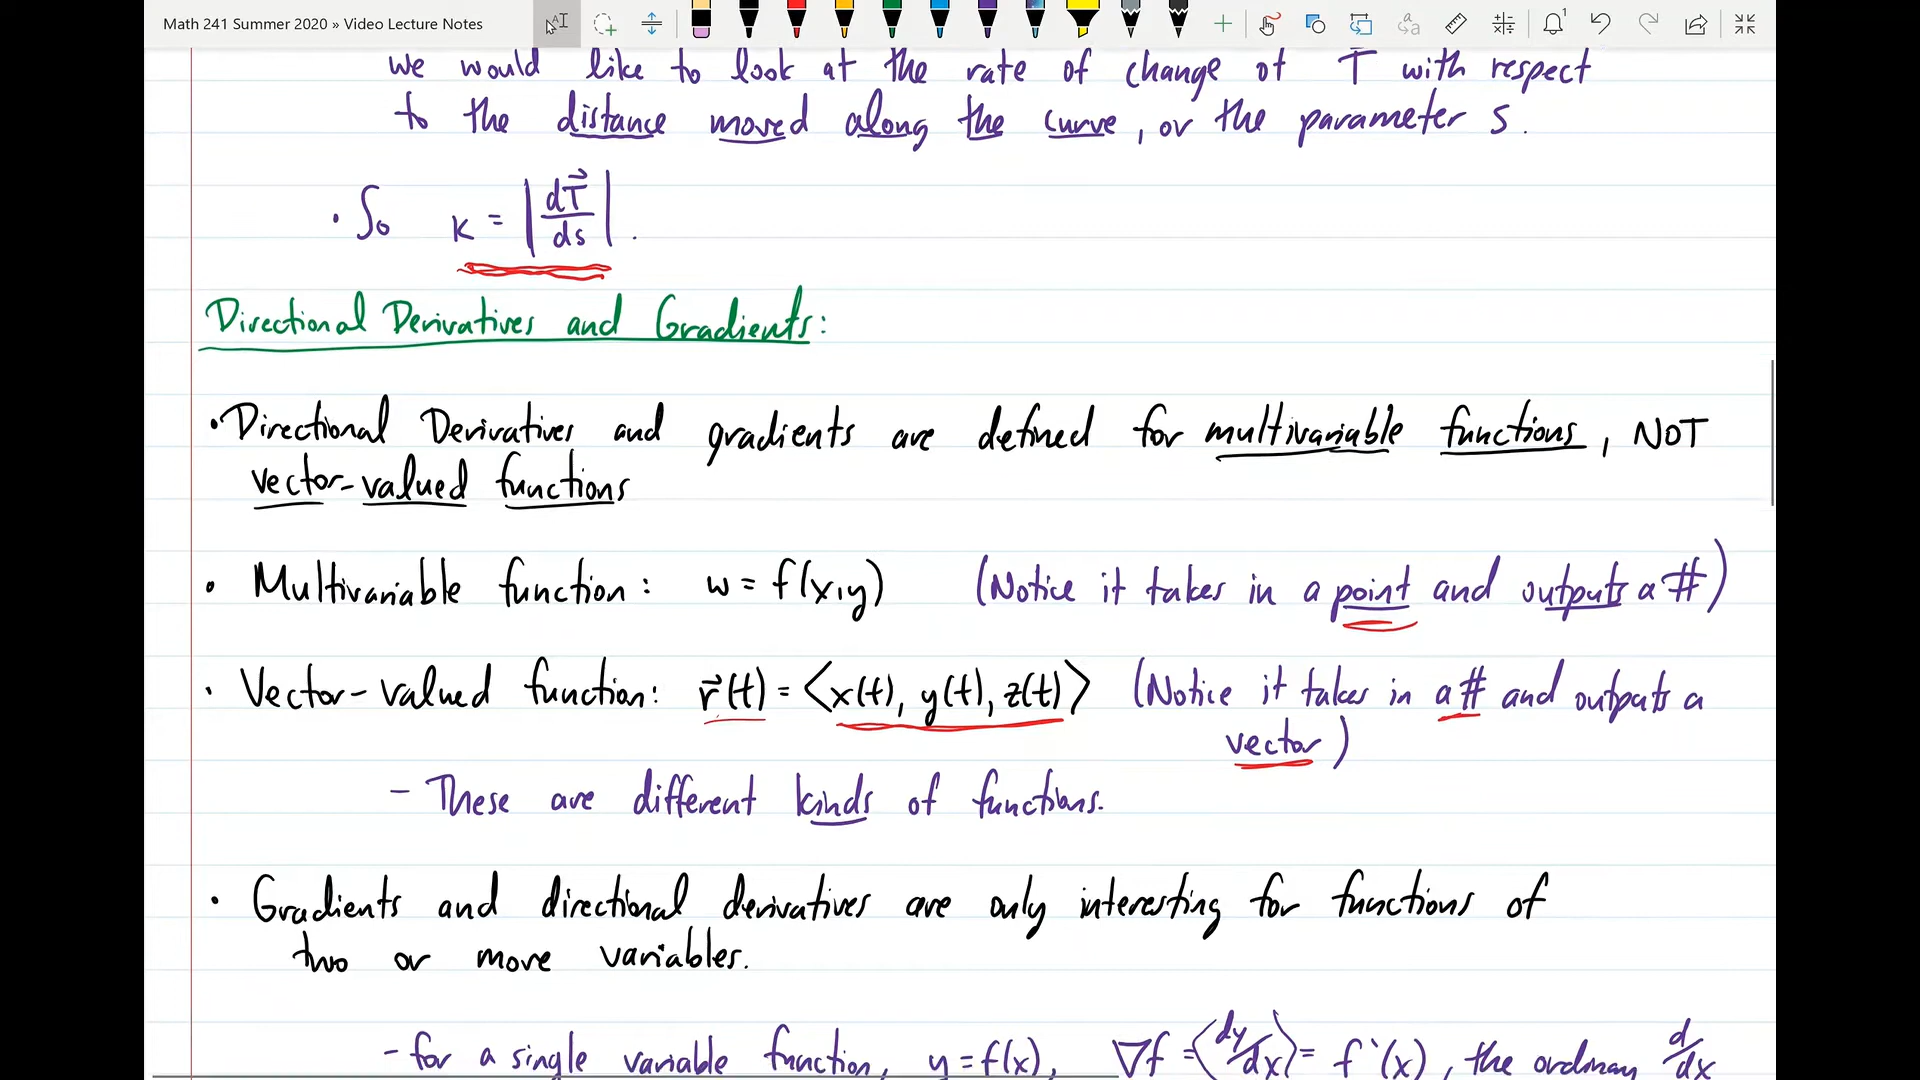 Math 241 Summer 2020 » Video Lecture Notes
we would like to look at the rate of change of T with respect
to the distance moved along the curve, or the parameter s.
• So κ = |dT⃗/ds|.
Directional Derivatives and Gradients:
• Directional Derivatives and gradients are defined for multivariable functions, NOT
vector-valued functions
• Multivariable function: w = f(x,y) (Notice it takes in a point and outputs a #)
• Vector-valued function: r⃗(t) = ⟨x(t), y(t), z(t)⟩ (Notice it takes in a # and outputs a
vector)
- These are different kinds of functions.
• Gradients and directional derivatives are only interesting for functions of
two or more variables.
- for a single variable function, y = f(x), ∇f = ⟨dy/dx⟩ = f'(x), the ordinary d/dx